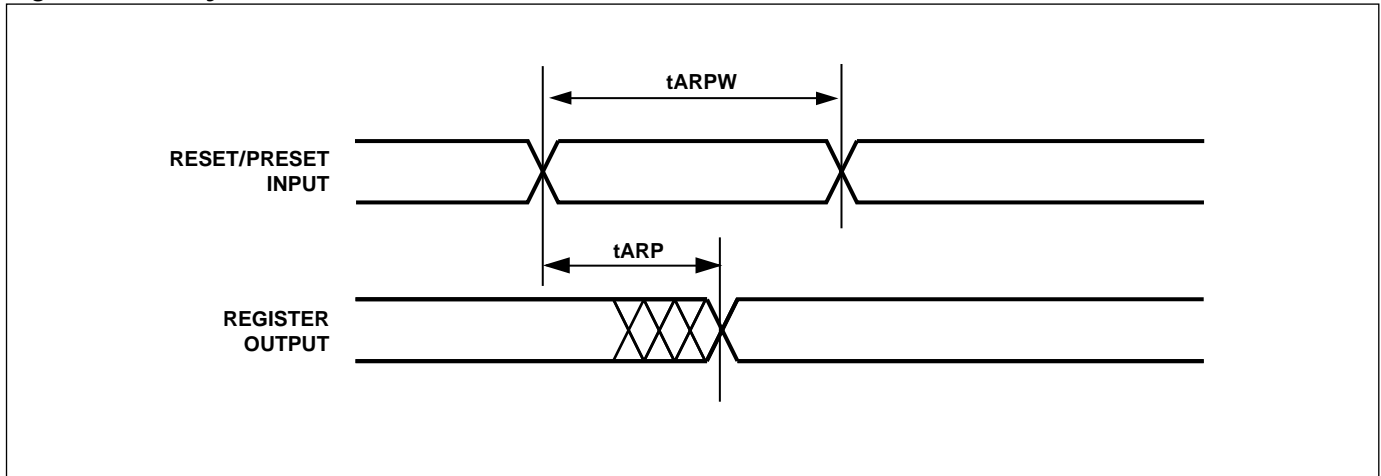 tARPW
RESET/PRESET
INPUT
tARP
REGISTER
OUTPUT